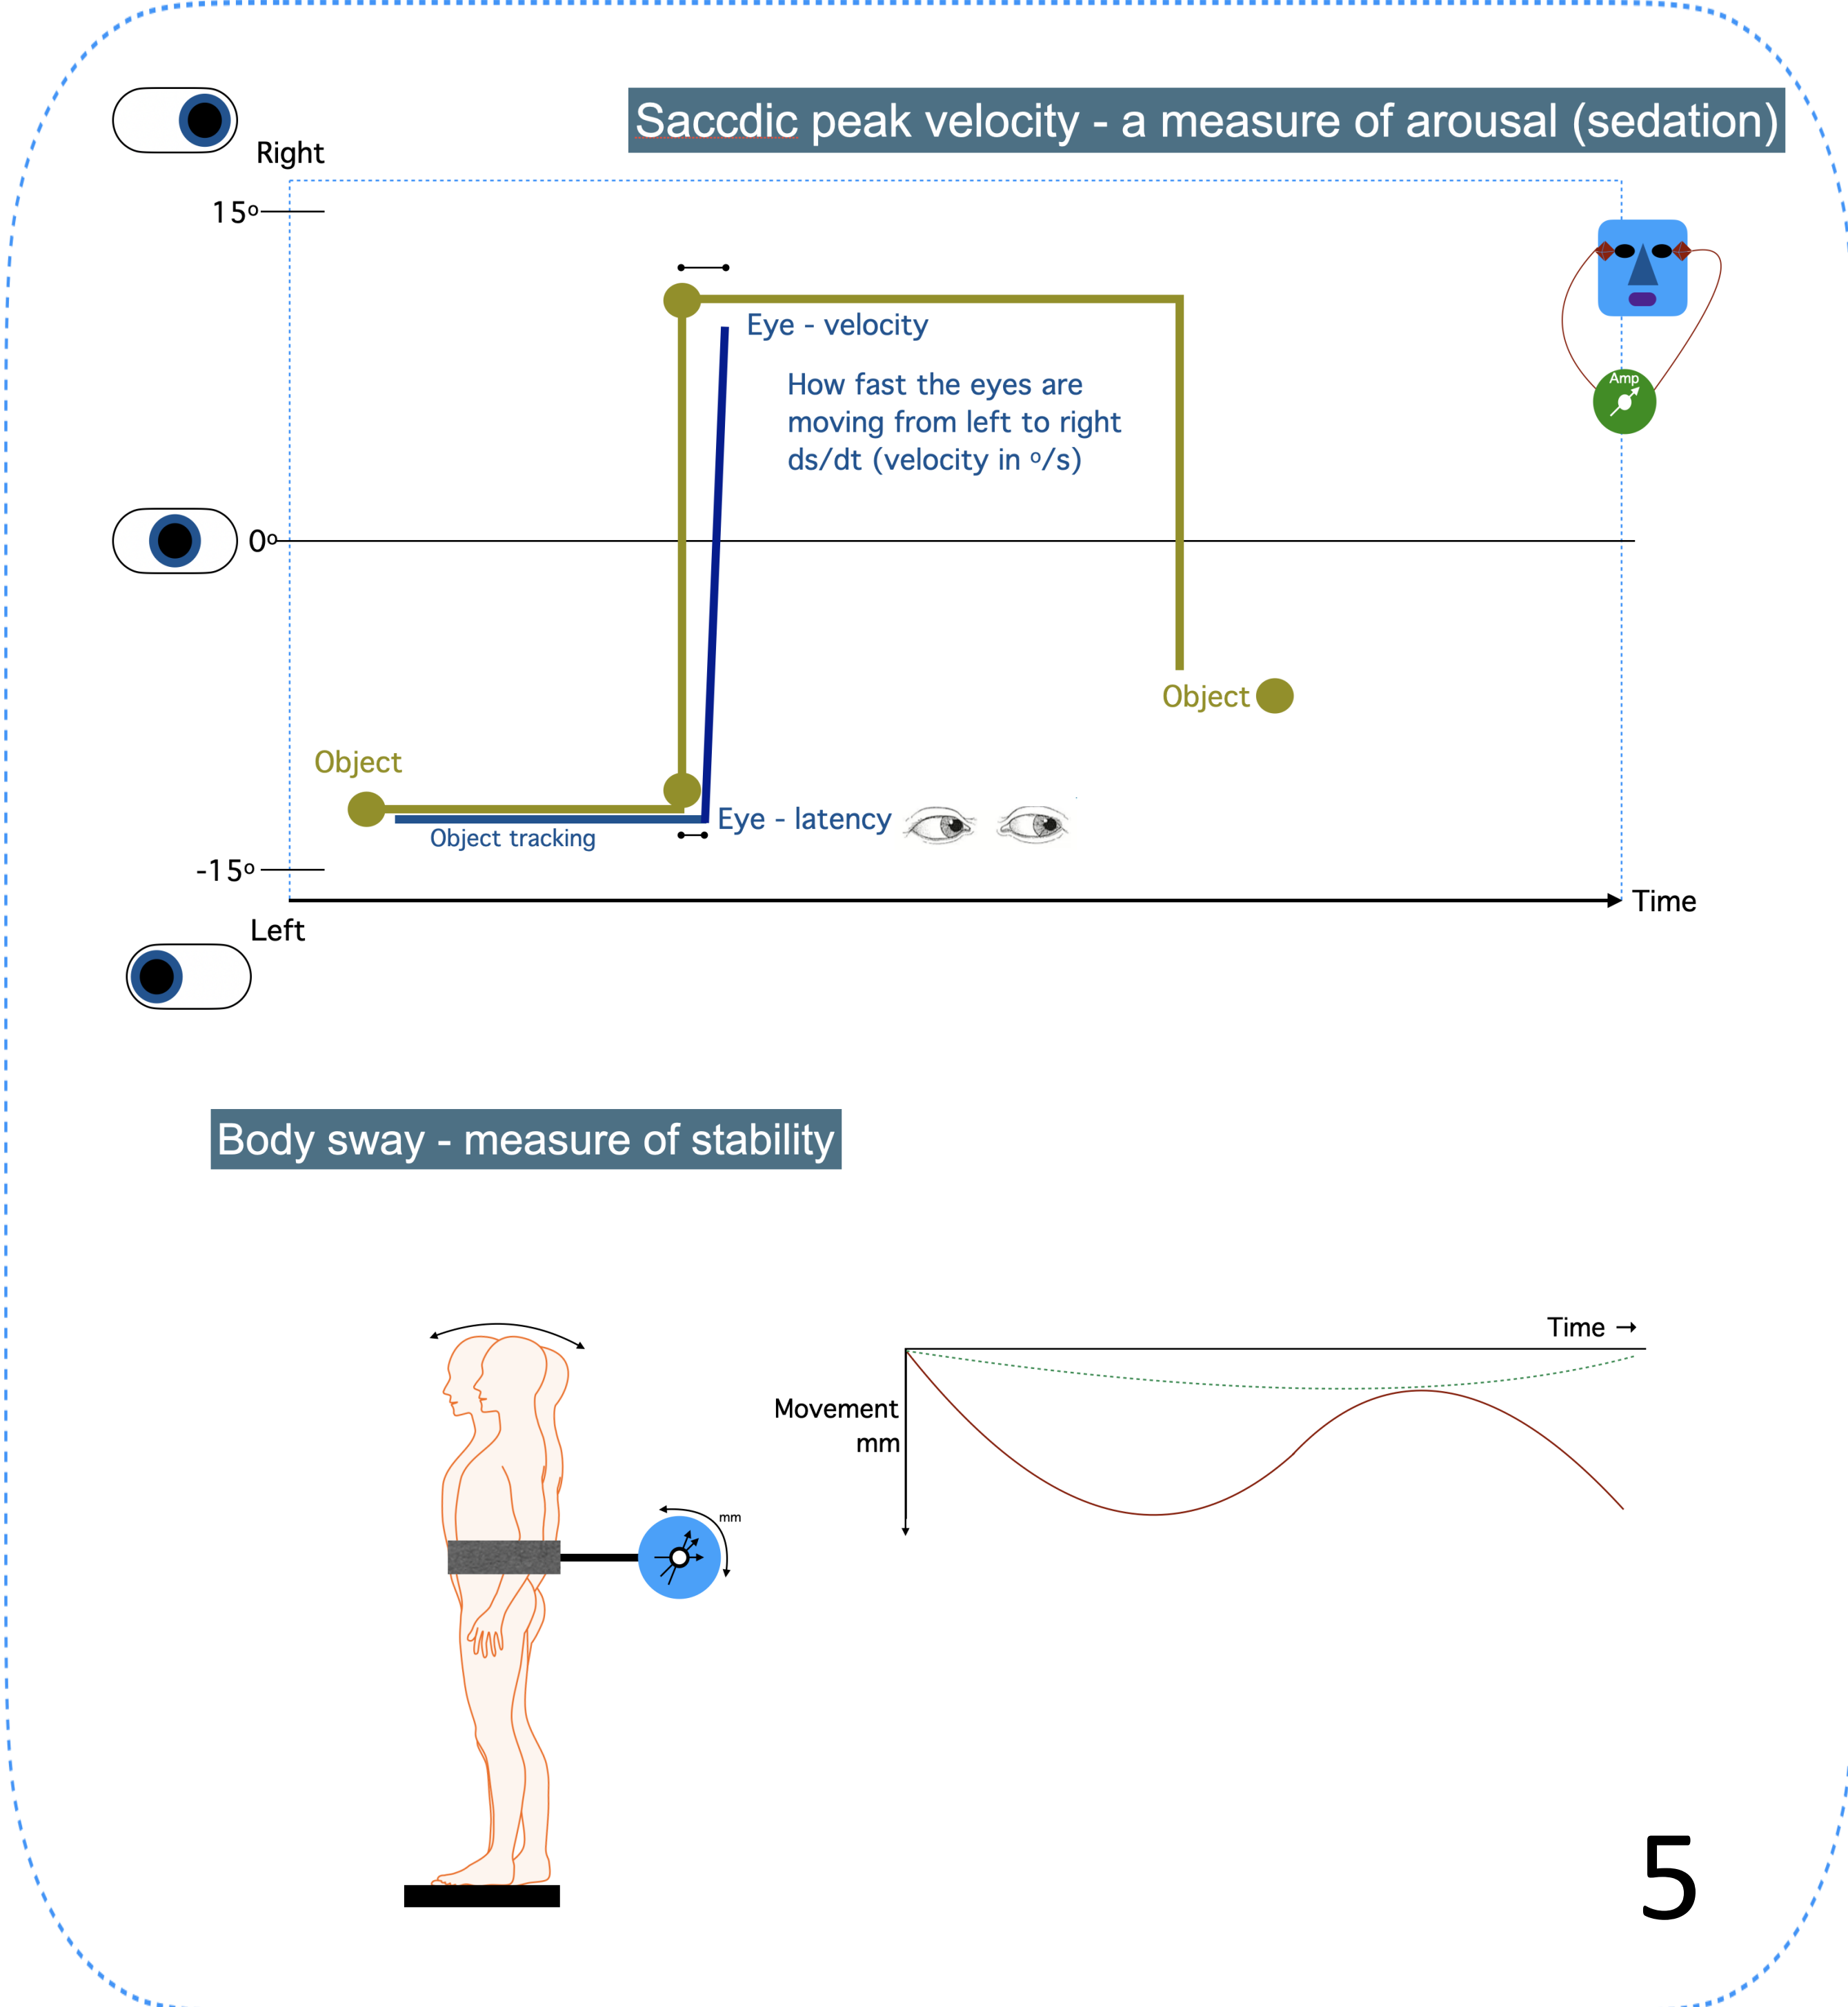 Saccdic peak velocity - a measure of arousal (sedation)
Right
15º
Amp
Eye - velocity
How fast the eyes are
moving from left to right
ds/dt (velocity in º/s)
0º
Object
Object
Eye - latency
Object tracking
-15º
Time
Left
Body sway - measure of stability
Time →
Movement
mm
mm
5